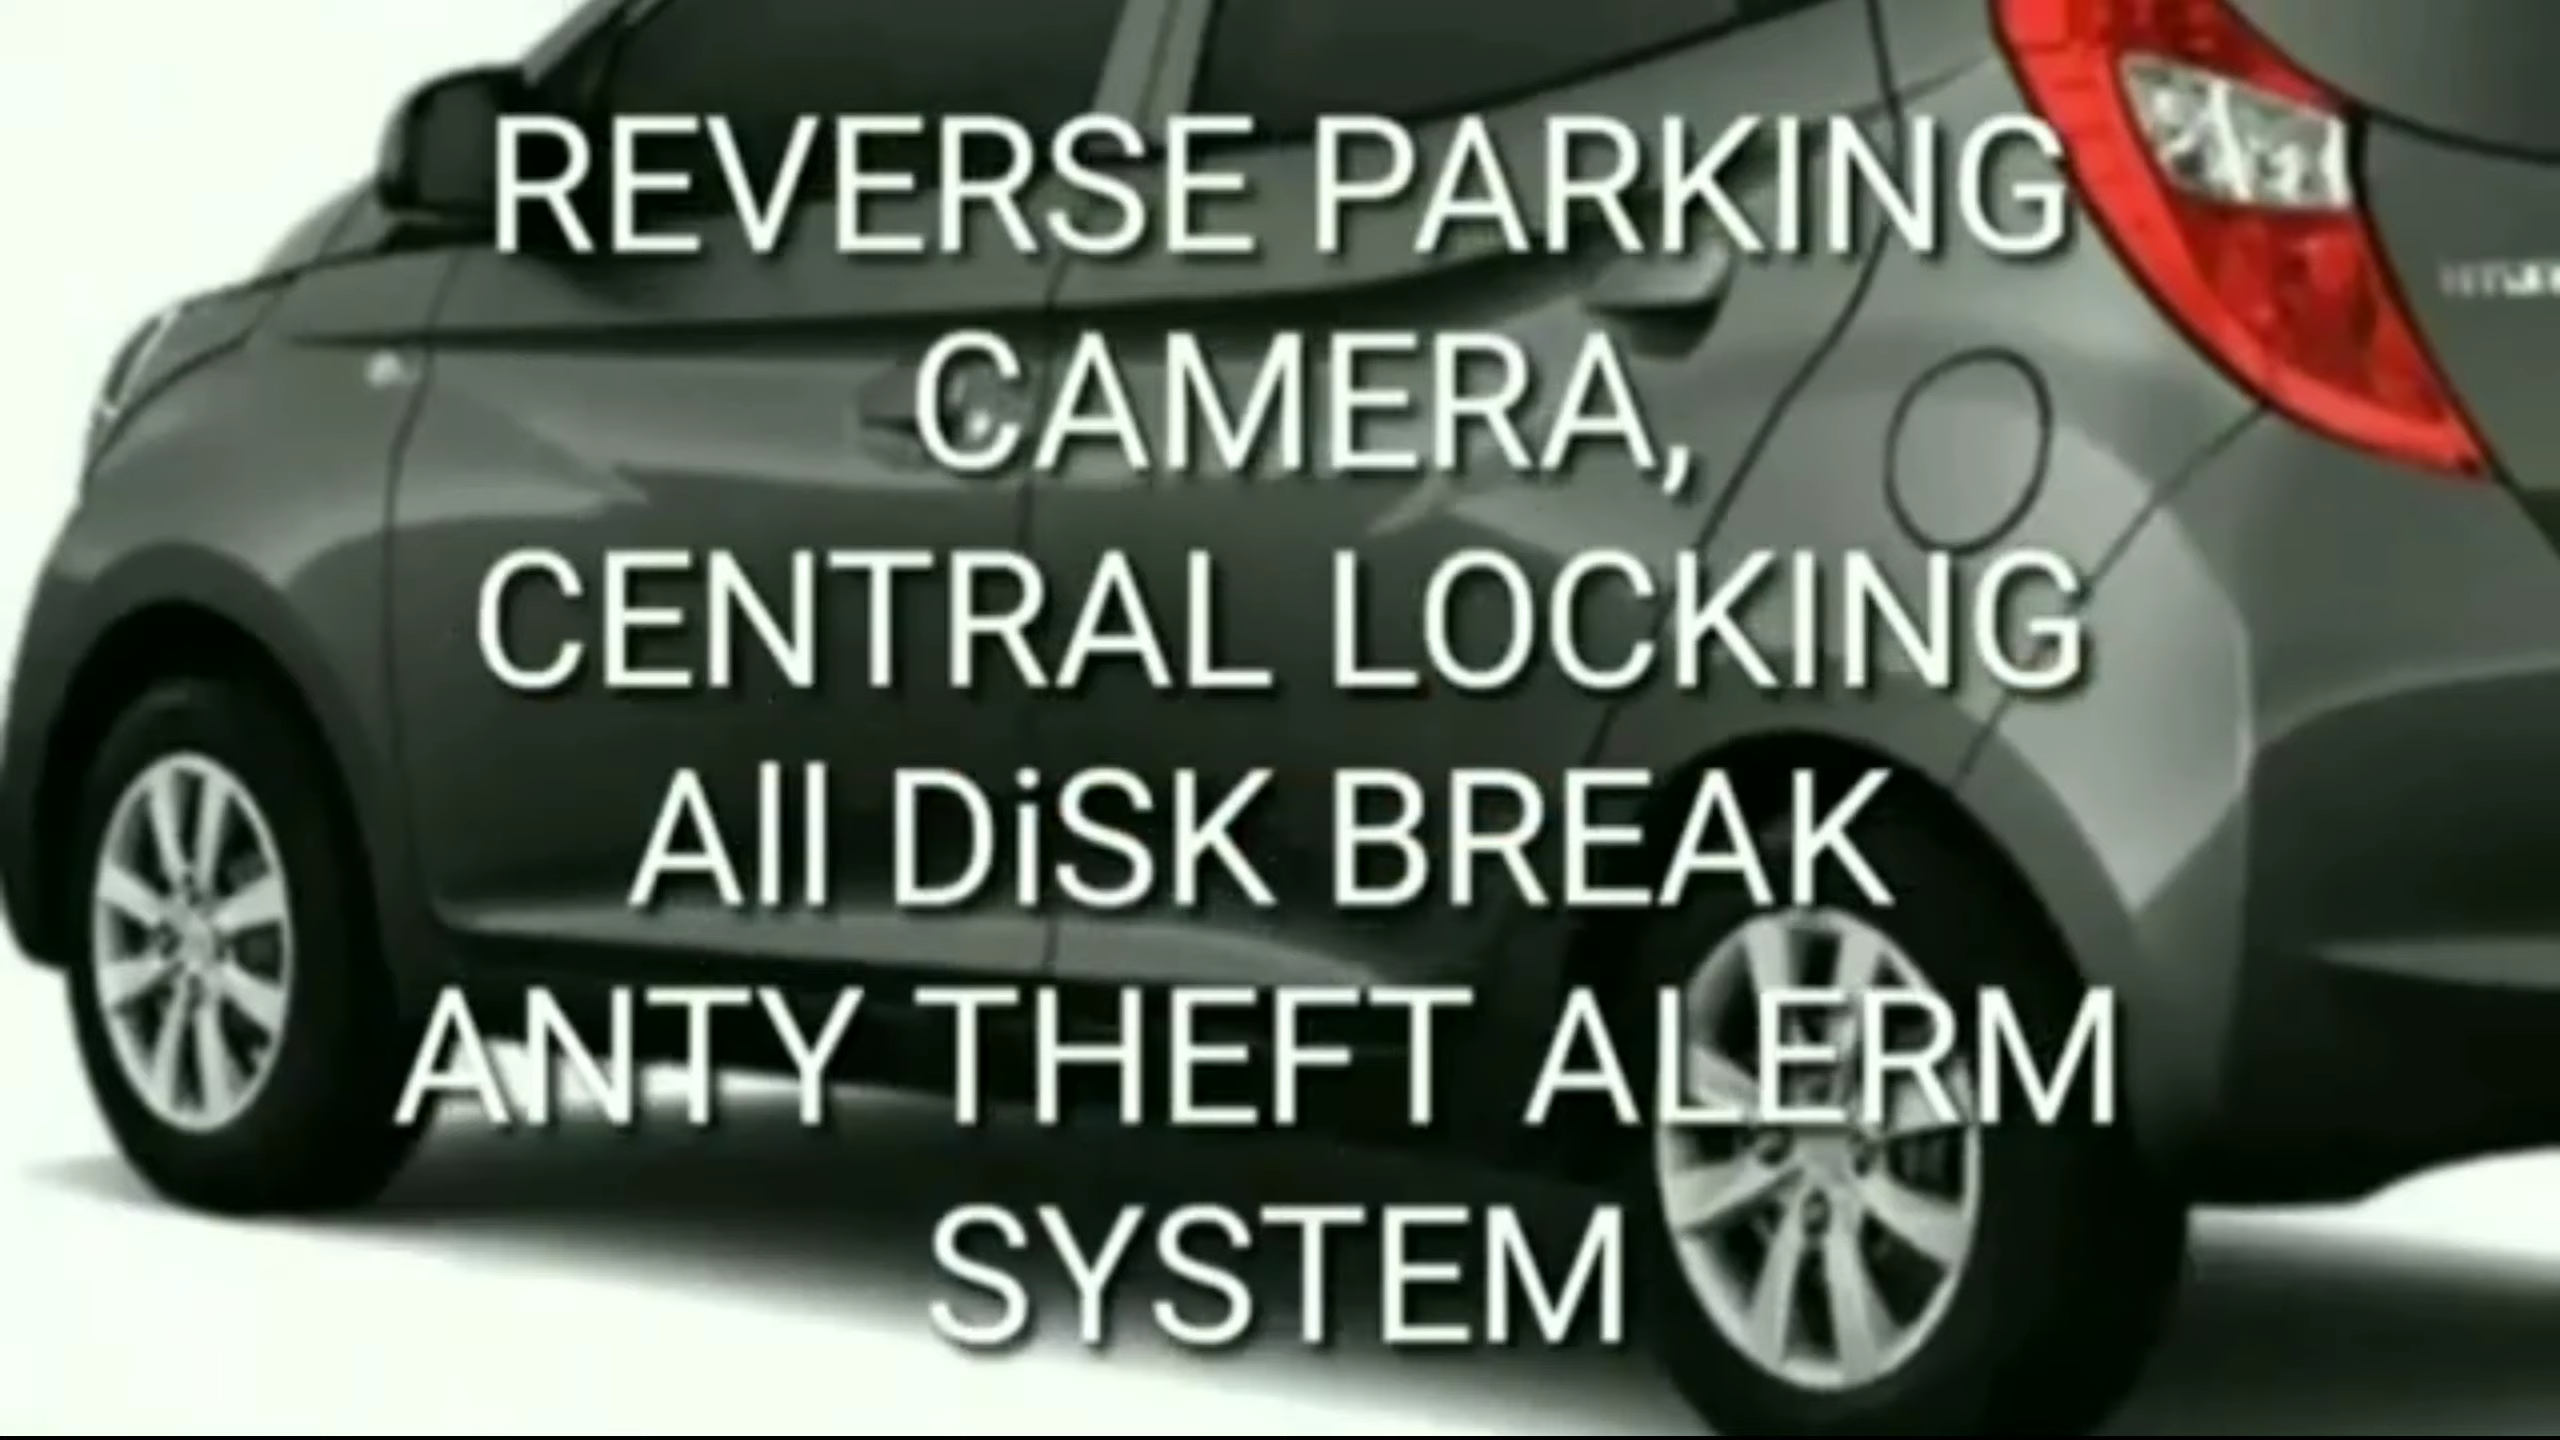 REVERSE PARKING
CAMERA,
CENTRAL LOCKING
All DiSK BREAK
ANTY THEFT ALERM
SYSTEM